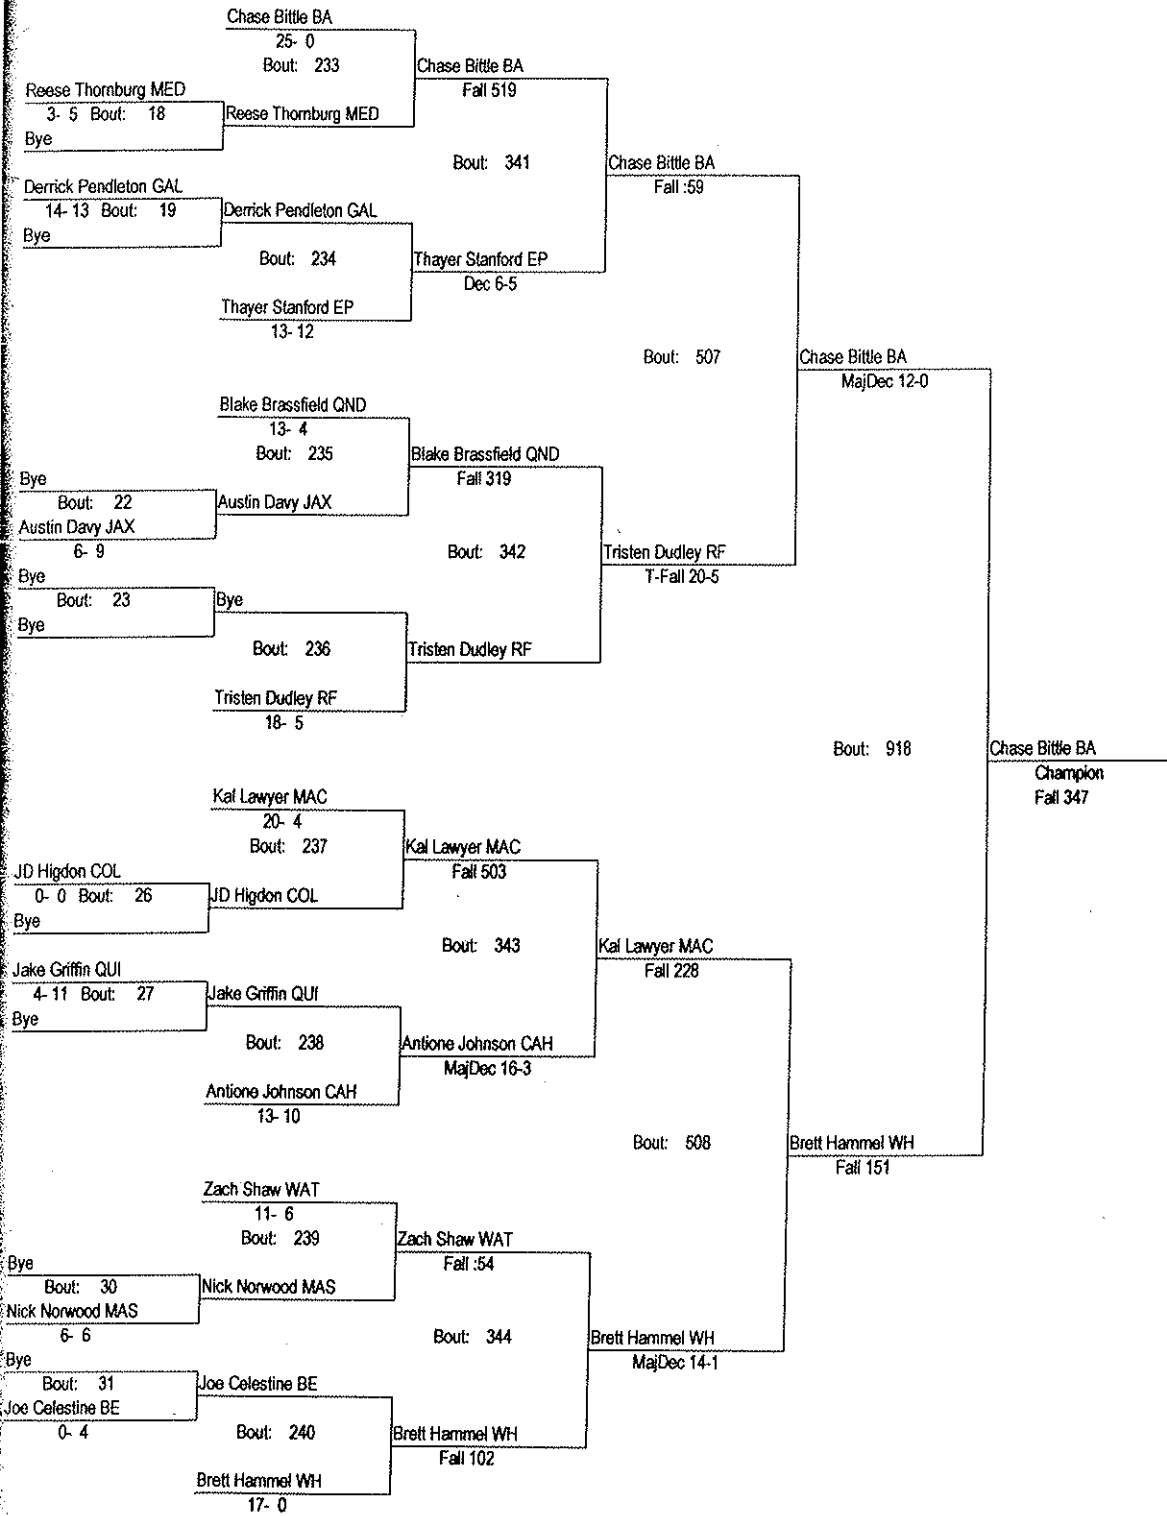 Chase Bittle BA
25- 0
Bout: 233
Chase Bittle BA
Fall 519
Reese Thornburg MED
3- 5 Bout: 18
Reese Thornburg MED
Bye
Bout: 341
Chase Bittle BA
Fall :59
Derrick Pendleton GAL
14- 13 Bout: 19
Derrick Pendleton GAL
Bye
Bout: 234
Thayer Stanford EP
Dec 6-5
Thayer Stanford EP
13- 12
Bout: 507
Chase Bittle BA
MajDec 12-0
Blake Brassfield QND
13- 4
Bout: 235
Blake Brassfield QND
Fall 319
Bye
Bout: 22
Austin Davy JAX
Austin Davy JAX
6- 9
Bout: 342
Tristen Dudley RF
T-Fall 20-5
Bye
Bout: 23
Bye
Bye
Bout: 236
Tristen Dudley RF
Tristen Dudley RF
18- 5
Bout: 918
Chase Bittle BA
Champion
Fall 347
Kal Lawyer MAC
20- 4
Bout: 237
Kal Lawyer MAC
Fall 503
JD Higdon COL
0- 0 Bout: 26
JD Higdon COL
Bye
Bout: 343
Kal Lawyer MAC
Fall 228
Jake Griffin QUI
4- 11 Bout: 27
Jake Griffin QUI
Bye
Bout: 238
Antione Johnson CAH
MajDec 16-3
Antione Johnson CAH
13- 10
Bout: 508
Brett Hammel WH
Fall 151
Zach Shaw WAT
11- 6
Bout: 239
Zach Shaw WAT
Fall :54
Bye
Bout: 30
Nick Norwood MAS
Nick Norwood MAS
6- 6
Bout: 344
Brett Hammel WH
MajDec 14-1
Bye
Bout: 31
Joe Celestine BE
Joe Celestine BE
0- 4
Bout: 240
Brett Hammel WH
Fall 102
Brett Hammel WH
17- 0